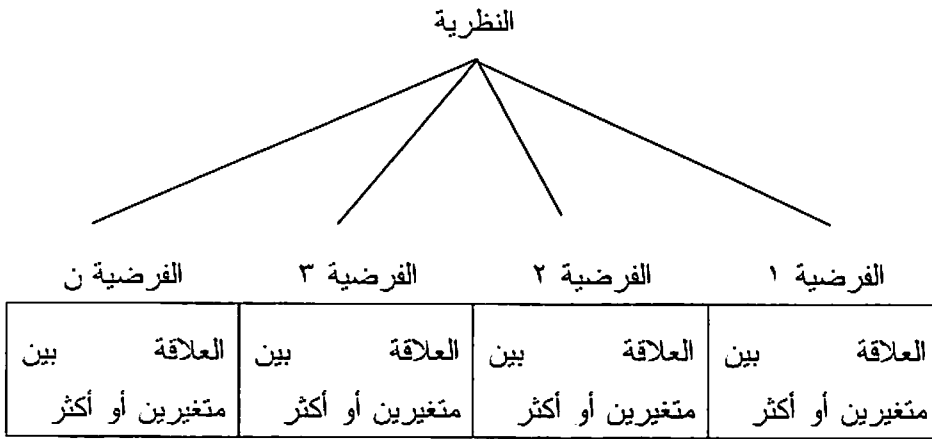 النظرية
الفرضية ١ الفرضية ٢ الفرضية ٣ الفرضية ن
العلاقة بين
متغيرين أو أكثر
العلاقة بين
متغيرين أو أكثر
العلاقة بين
متغيرين أو أكثر
العلاقة بين
متغيرين أو أكثر